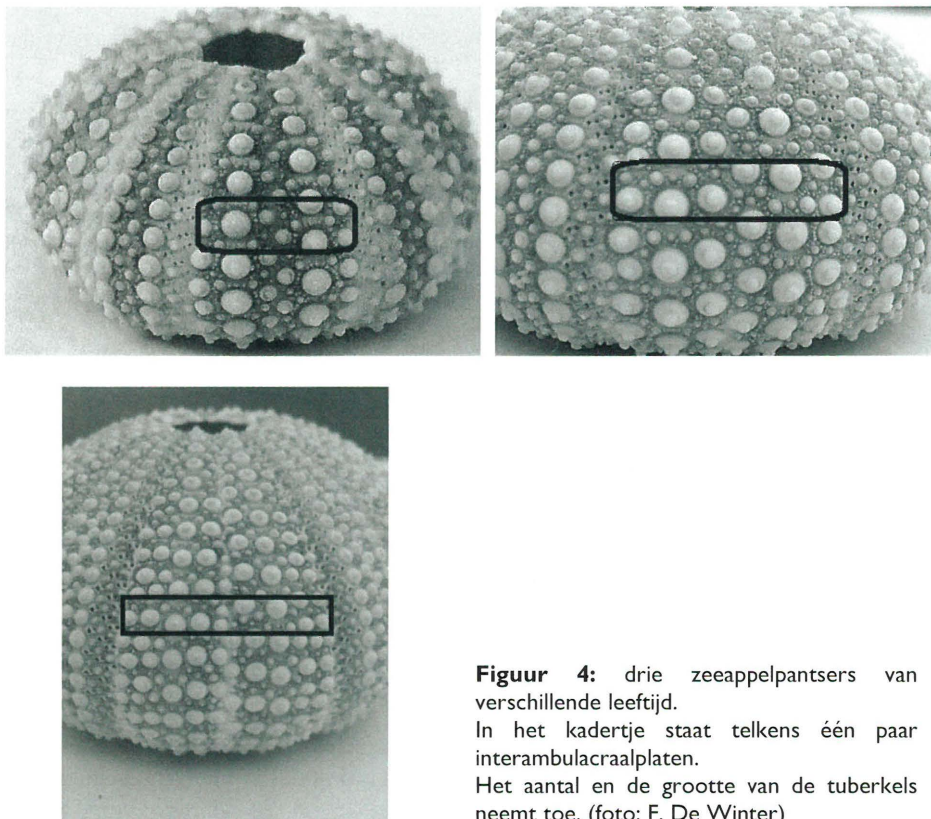 Figuur 4: drie zeeappelpantsers van
verschillende leeftijd.
In het kadertje staat telkens één paar
interambulacraalplaten.
Het aantal en de grootte van de tuberkels
neemt toe. (foto: F. De Winter)